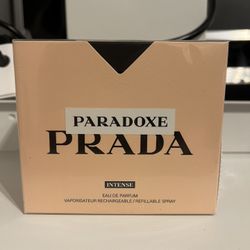 PARADOXE
PRADA
INTENSE
EAU DE PARFUM
VAPORISATEUR RECHARGEABLE / REFILLABLE SPRAY